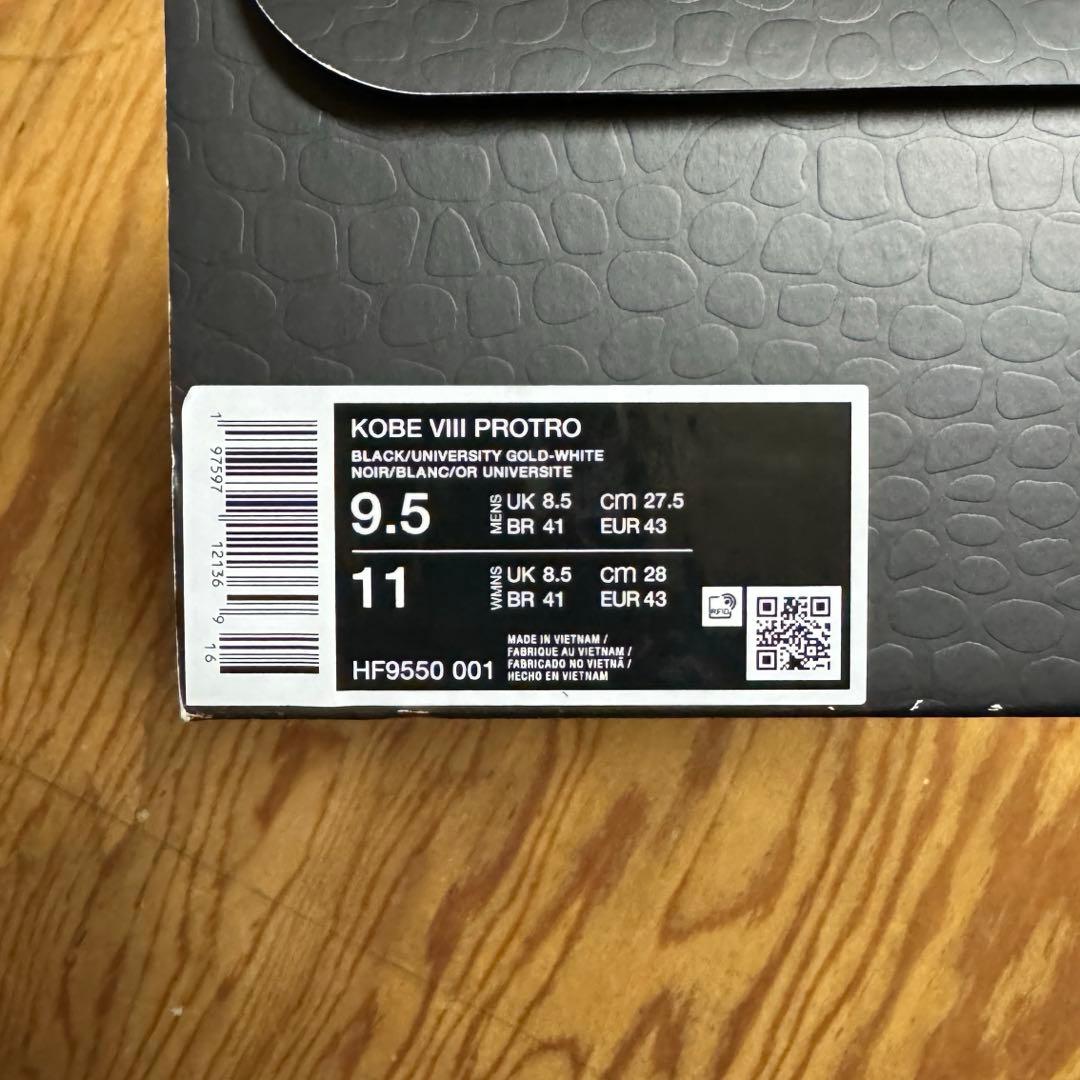 KOBE VIII PROTRO
BLACK/UNIVERSITY GOLD-WHITE
NOIR/BLANC/OR UNIVERSITE
9.5 MENS UK 8.5 CM 27.5
BR 41 EUR 43
11 WMNS UK 8.5 CM 28
BR 41 EUR 43
RFID
MADE IN VIETNAM /
FABRIQUE AU VIETNAM /
FABRICADO NO VIETNÃ /
HECHO EN VIETNAM
HF9550 001
1 97597 12136 9 16